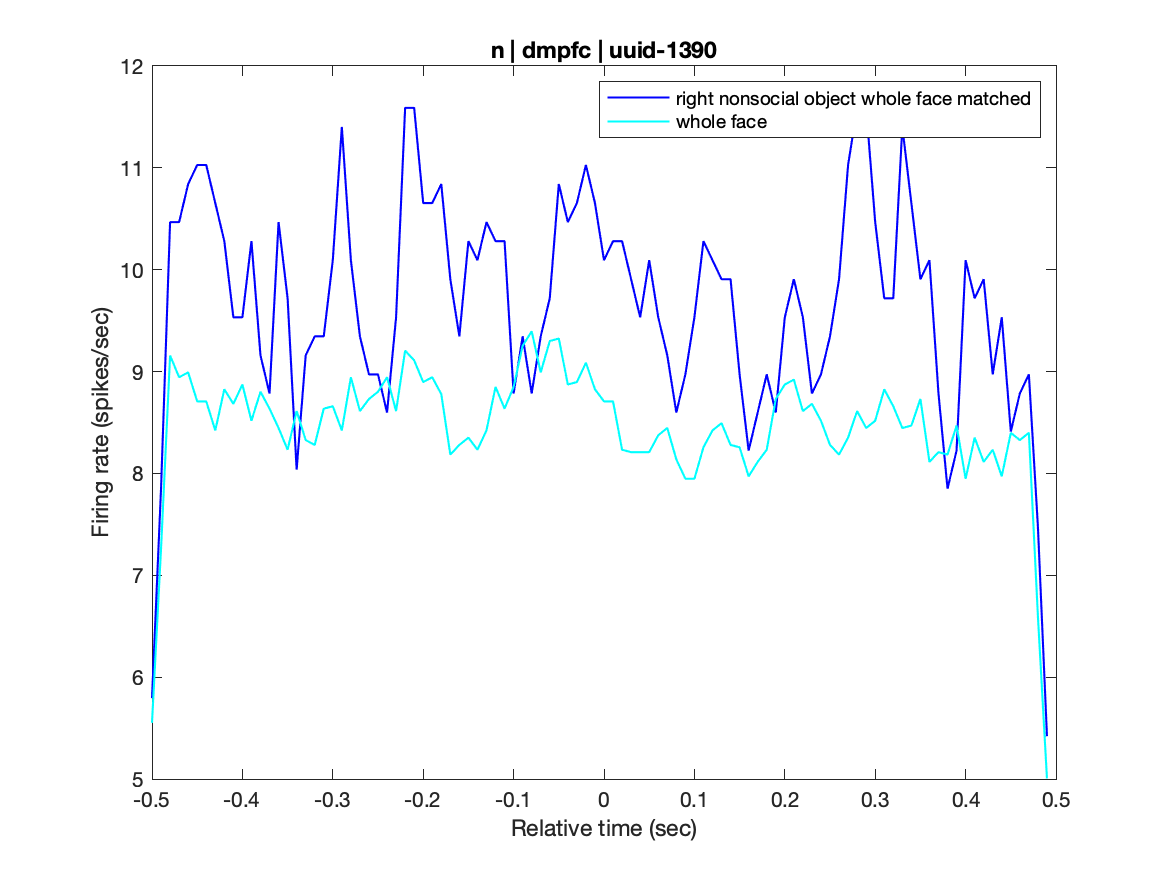 n | dmpfc | uuid-1390
12
11
10
9
8
7
6
5
Firing rate (spikes/sec)
right nonsocial object whole face matched
whole face
-0.5 -0.4 -0.3 -0.2 -0.1 0 0.1 0.2 0.3 0.4 0.5
Relative time (sec)